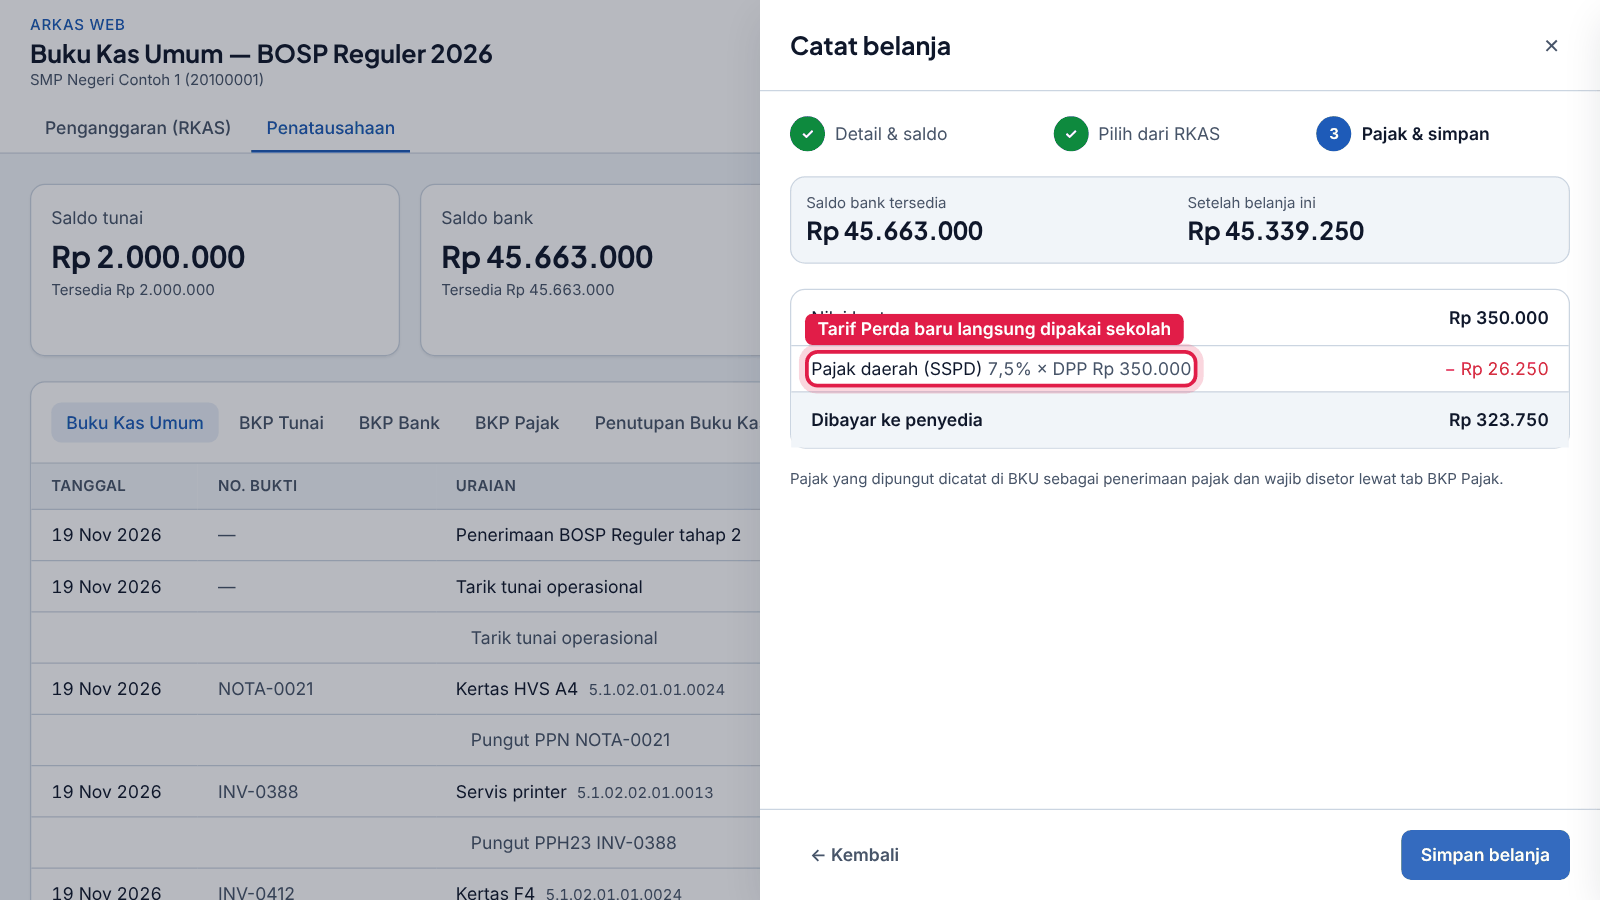 ARKAS WEB
Buku Kas Umum — BOSP Reguler 2026
SMP Negeri Contoh 1 (20100001)
Penganggaran (RKAS)
Penatausahaan
Saldo tunai
Rp 2.000.000
Tersedia Rp 2.000.000
Saldo bank
Rp 45.663.000
Tersedia Rp 45.663.000
Buku Kas Umum
BKP Tunai
BKP Bank
BKP Pajak
Penutupan Buku Ka
TANGGAL NO. BUKTI URAIAN
19 Nov 2026 — Penerimaan BOSP Reguler tahap 2
19 Nov 2026 — Tarik tunai operasional
Tarik tunai operasional
19 Nov 2026 NOTA-0021 Kertas HVS A4 5.1.02.01.01.0024
Pungut PPN NOTA-0021
19 Nov 2026 INV-0388 Servis printer 5.1.02.02.01.0013
Pungut PPH23 INV-0388
19 Nov 2026 INV-0412 Kertas F4 5.1.02.01.01.0024
Catat belanja
✕
✓ Detail & saldo
✓ Pilih dari RKAS
3 Pajak & simpan
Saldo bank tersedia
Rp 45.663.000
Setelah belanja ini
Rp 45.339.250
Rp 350.000
Tarif Perda baru langsung dipakai sekolah
Pajak daerah (SSPD) 7,5% × DPP Rp 350.000 − Rp 26.250
Dibayar ke penyedia Rp 323.750
Pajak yang dipungut dicatat di BKU sebagai penerimaan pajak dan wajib disetor lewat tab BKP Pajak.
← Kembali
Simpan belanja